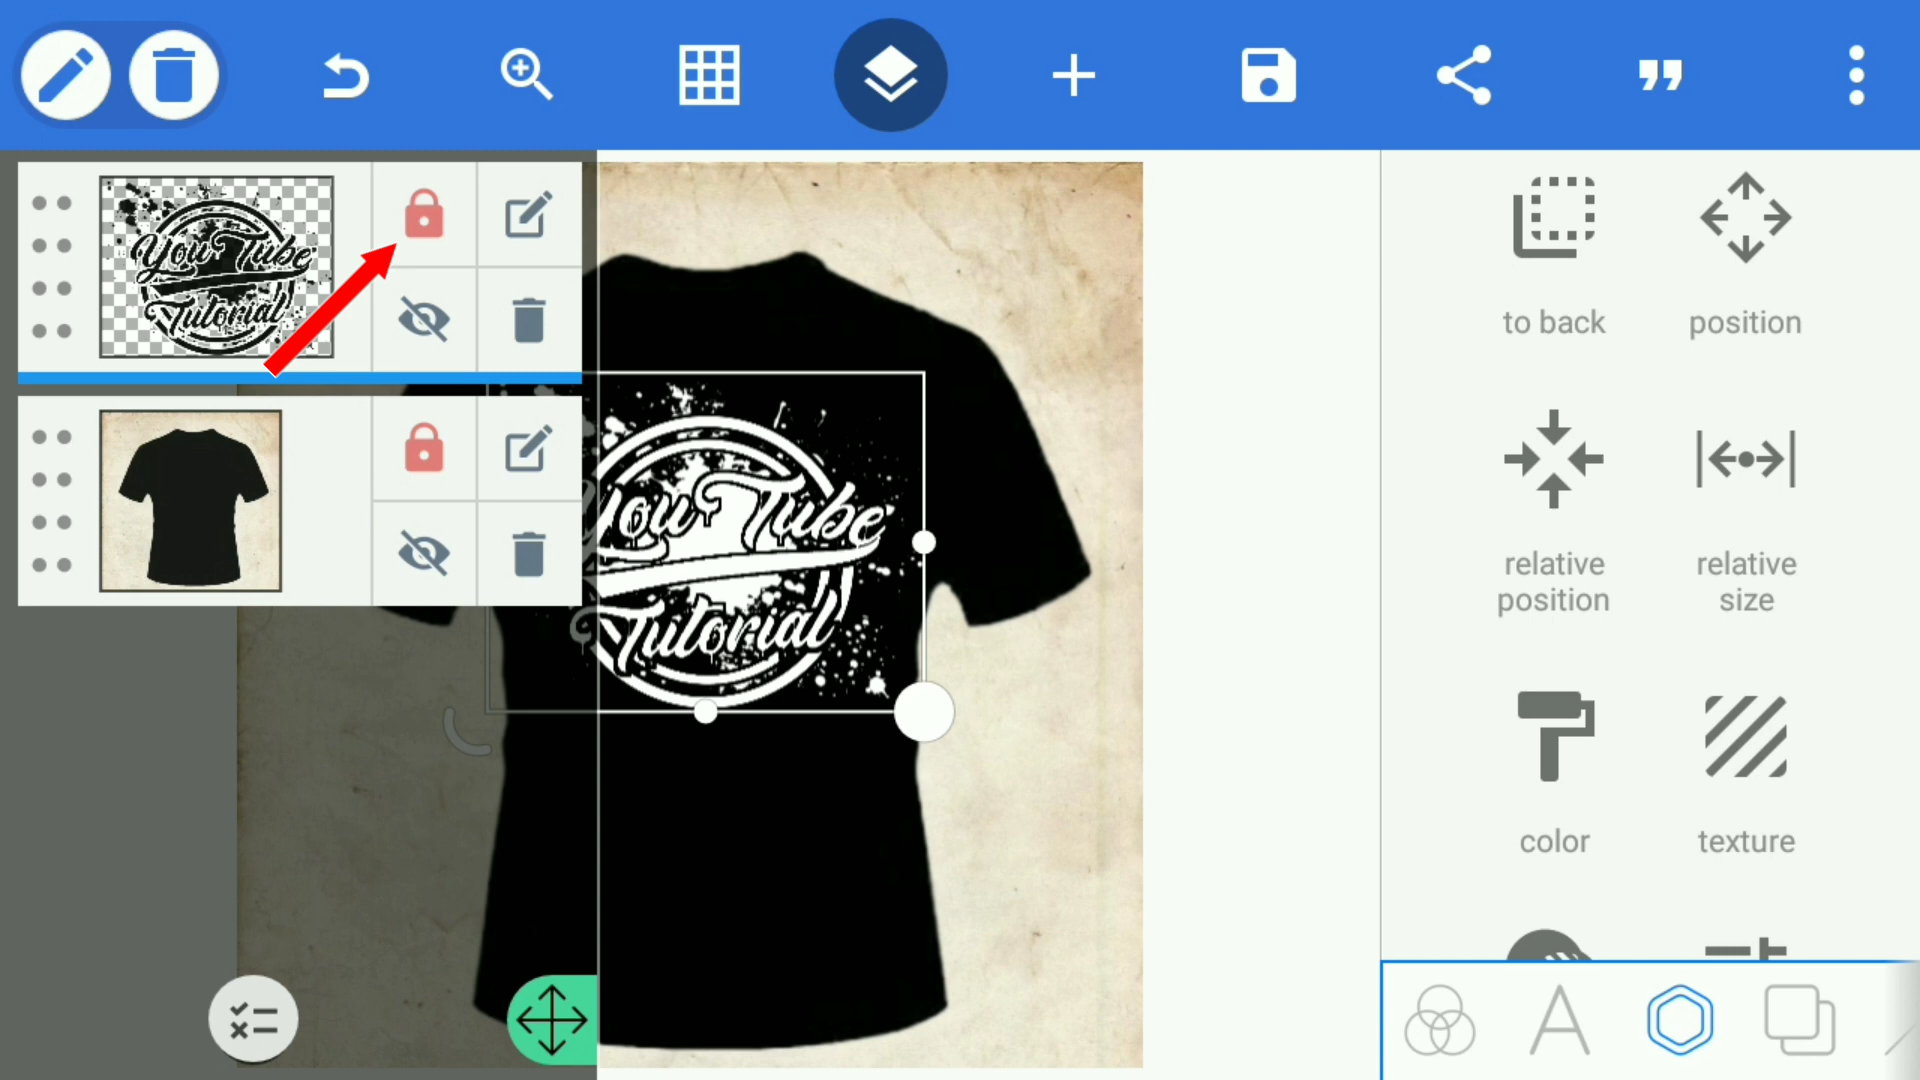 You Tube
Tutorial
to back
position
You Tube
Tutorial
relative
position
relative
size
color
texture